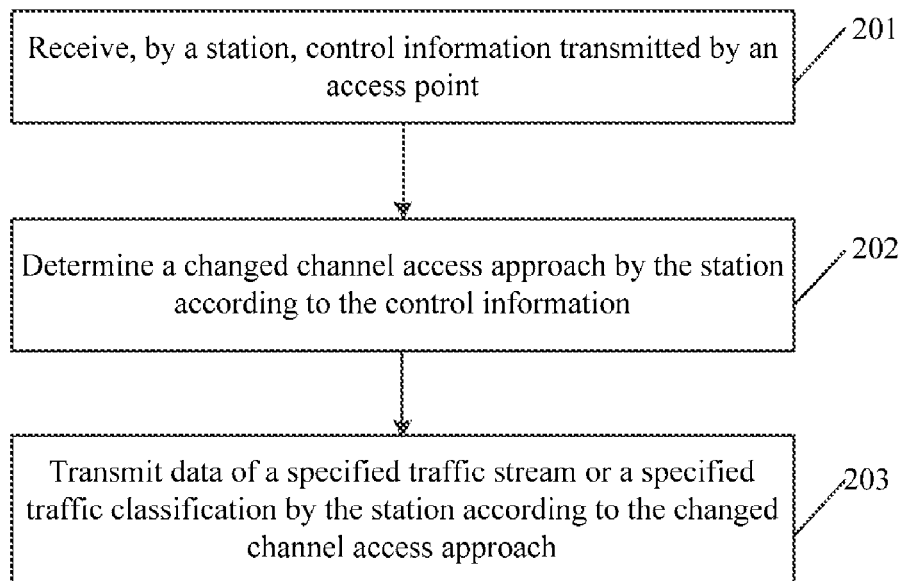 Receive, by a station, control information transmitted by an
access point
201
Determine a changed channel access approach by the station
according to the control information
202
Transmit data of a specified traffic stream or a specified
traffic classification by the station according to the changed
channel access approach
203